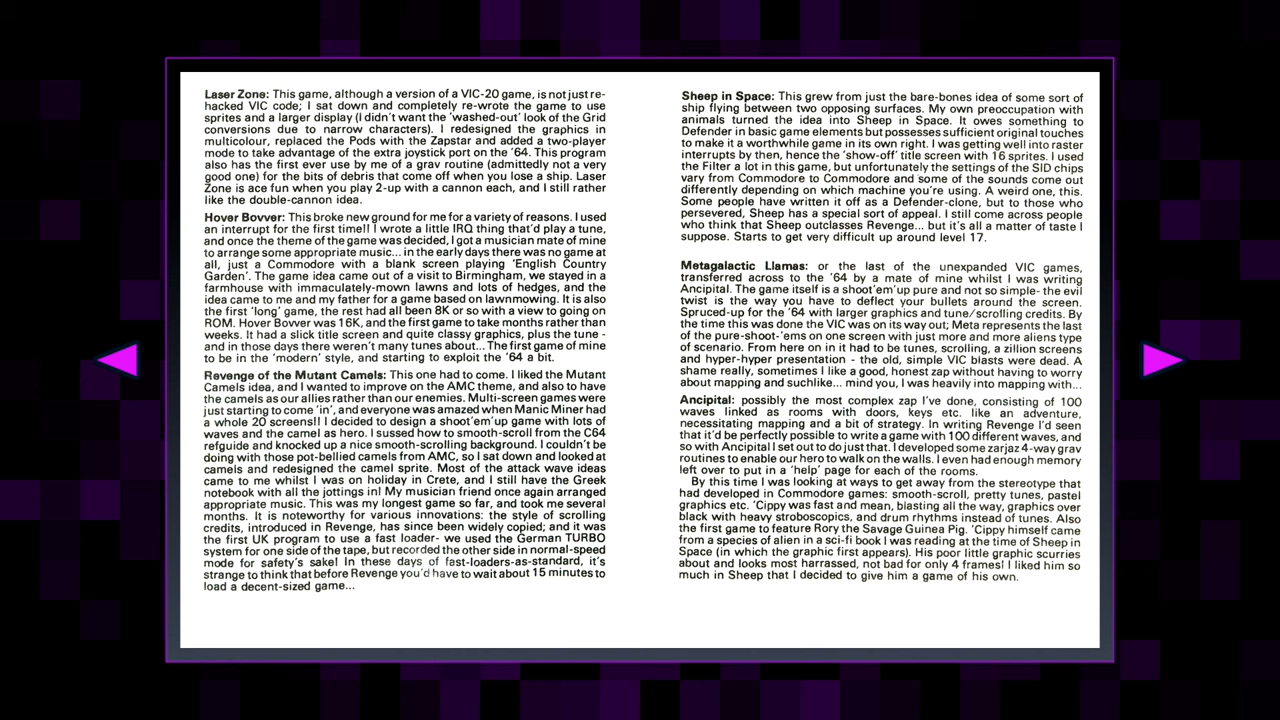 Laser Zone: This game, although a version of a VIC-20 game, is not just re-
hacked VIC code; I sat down and completely re-wrote the game to use
sprites and a larger display (I didn't want the 'washed-out' look of the Grid
conversions due to narrow characters). I redesigned the graphics in
multicolour, replaced the Pods with the Zapstar and added a two-player
mode to take advantage of the extra joystick port on the '64. This program
also has the first ever use by me of a grav routine (admittedly not a very
good one) for the bits of debris that come off when you lose a ship. Laser
Zone is ace fun when you play 2-up with a cannon each, and I still rather
like the double-cannon idea.
Hover Bovver: This broke new ground for me for a variety of reasons. I used
an interrupt for the first time!! I wrote a little IRQ thing that'd play a tune,
and once the theme of the game was decided, I got a musician mate of mine
to arrange some appropriate music... in the early days there was no game at
all, just a Commodore with a blank screen playing 'English Country
Garden'. The game idea came out of a visit to Birmingham, we stayed in a
farmhouse with immaculately-mown lawns and lots of hedges, and the
idea came to me and my father for a game based on lawnmowing. It is also
the first 'long' game, the rest had all been 8K or so with a view to going on
ROM. Hover Bovver was 16K, and the first game to take months rather than
weeks. It had a slick title screen and quite classy graphics, plus the tune -
and in those days there weren't many tunes about... The first game of mine
to be in the 'modern' style, and starting to exploit the '64 a bit.
Revenge of the Mutant Camels: This one had to come. I liked the Mutant
Camels idea, and I wanted to improve on the AMC theme, and also to have
the camels as our allies rather than our enemies. Multi-screen games were
just starting to come 'in', and everyone was amazed when Manic Miner had
a whole 20 screens!! I decided to design a shoot'em'up game with lots of
waves and the camel as hero. I sussed how to smooth-scroll from the C64
refguide and knocked up a nice smooth-scrolling background. I couldn't be
doing with those pot-bellied camels from AMC, so I sat down and looked at
camels and redesigned the camel sprite. Most of the attack wave ideas
came to me whilst I was on holiday in Crete, and I still have the Greek
notebook with all the jottings in! My musician friend once again arranged
appropriate music. This was my longest game so far, and took me several
months. It is noteworthy for various innovations: the style of scrolling
credits, introduced in Revenge, has since been widely copied; and it was
the first UK program to use a fast loader- we used the German TURBO
system for one side of the tape, but recorded the other side in normal-speed
mode for safety's sake! In these days of fast-loaders-as-standard, it's
strange to think that before Revenge you'd have to wait about 15 minutes to
load a decent-sized game...
Sheep in Space: This grew from just the bare-bones idea of some sort of
ship flying between two opposing surfaces. My own preoccupation with
animals turned the idea into Sheep in Space. It owes something to
Defender in basic game elements but possesses sufficient original touches
to make it a worthwhile game in its own right. I was getting well into raster
interrupts by then, hence the 'show-off' title screen with 16 sprites. I used
the Filter a lot in this game, but unfortunately the settings of the SID chips
vary from Commodore to Commodore and some of the sounds come out
differently depending on which machine you're using. A weird one, this.
Some people have written it off as a Defender-clone, but to those who
persevered, Sheep has a special sort of appeal. I still come across people
who think that Sheep outclasses Revenge... but it's all a matter of taste I
suppose. Starts to get very difficult up around level 17.
Metagalactic Llamas: or the last of the unexpanded VIC games,
transferred across to the '64 by a mate of mine whilst I was writing
Ancipital. The game itself is a shoot'em'up pure and not so simple- the evil
twist is the way you have to deflect your bullets around the screen.
Spruced-up for the '64 with larger graphics and tune/scrolling credits. By
the time this was done the VIC was on its way out; Meta represents the last
of the pure-shoot-'ems on one screen with just more and more aliens type
of scenario. From here on in it had to be tunes, scrolling, a zillion screens
and hyper-hyper presentation - the old, simple VIC blasts were dead. A
shame really, sometimes I like a good, honest zap without having to worry
about mapping and suchlike... mind you, I was heavily into mapping with...
Ancipital: possibly the most complex zap I've done, consisting of 100
waves linked as rooms with doors, keys etc. like an adventure,
necessitating mapping and a bit of strategy. In writing Revenge I'd seen
that it'd be perfectly possible to write a game with 100 different waves, and
so with Ancipital I set out to do just that. I developed some zarjaz 4-way grav
routines to enable our hero to walk on the walls. I even had enough memory
left over to put in a 'help' page for each of the rooms.
By this time I was looking at ways to get away from the stereotype that
had developed in Commodore games: smooth-scroll, pretty tunes, pastel
graphics etc. 'Cippy was fast and mean, blasting all the way, graphics over
black with heavy stroboscopics, and drum rhythms instead of tunes. Also
the first game to feature Rory the Savage Guinea Pig. 'Cippy himself came
from a species of alien in a sci-fi book I was reading at the time of Sheep in
Space (in which the graphic first appears). His poor little graphic scurries
about and looks most harrassed, not bad for only 4 frames! I liked him so
much in Sheep that I decided to give him a game of his own.